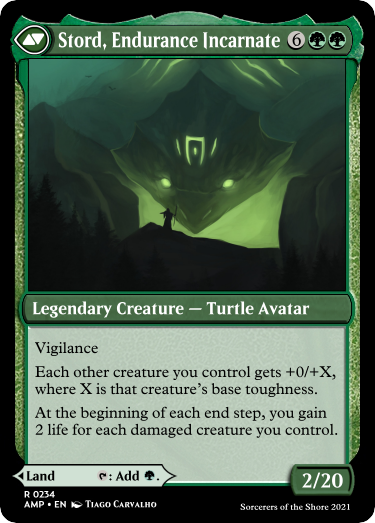 Stord, Endurance Incarnate 6
Legendary Creature — Turtle Avatar
Vigilance
Each other creature you control gets +0/+X,
where X is that creature's base toughness.
At the beginning of each end step, you gain
2 life for each damaged creature you control.
Land : Add .
2/20
R 0234
AMP • EN Tiago Carvalho
Sorcerers of the Shore 2021